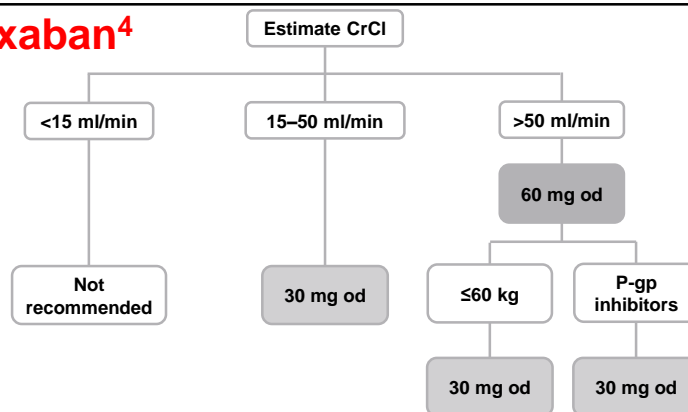 xaban⁴
Estimate CrCl
<15 ml/min
15–50 ml/min
>50 ml/min
60 mg od
Not
recommended
30 mg od
≤60 kg
P-gp
inhibitors
30 mg od
30 mg od